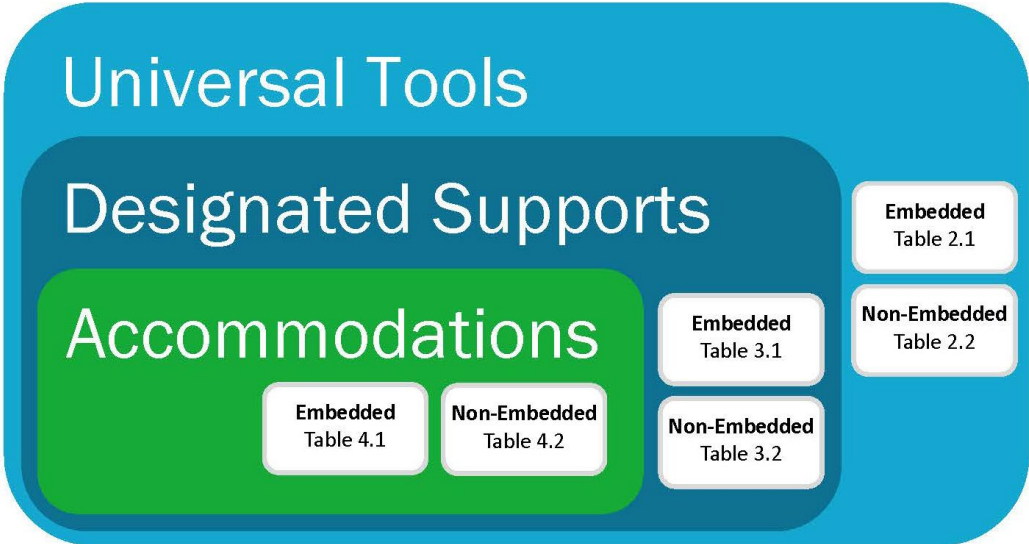 Universal Tools
Designated Supports
Accommodations
Embedded
Table 4.1
Non-Embedded
Table 4.2
Embedded
Table 3.1
Non-Embedded
Table 3.2
Embedded
Table 2.1
Non-Embedded
Table 2.2